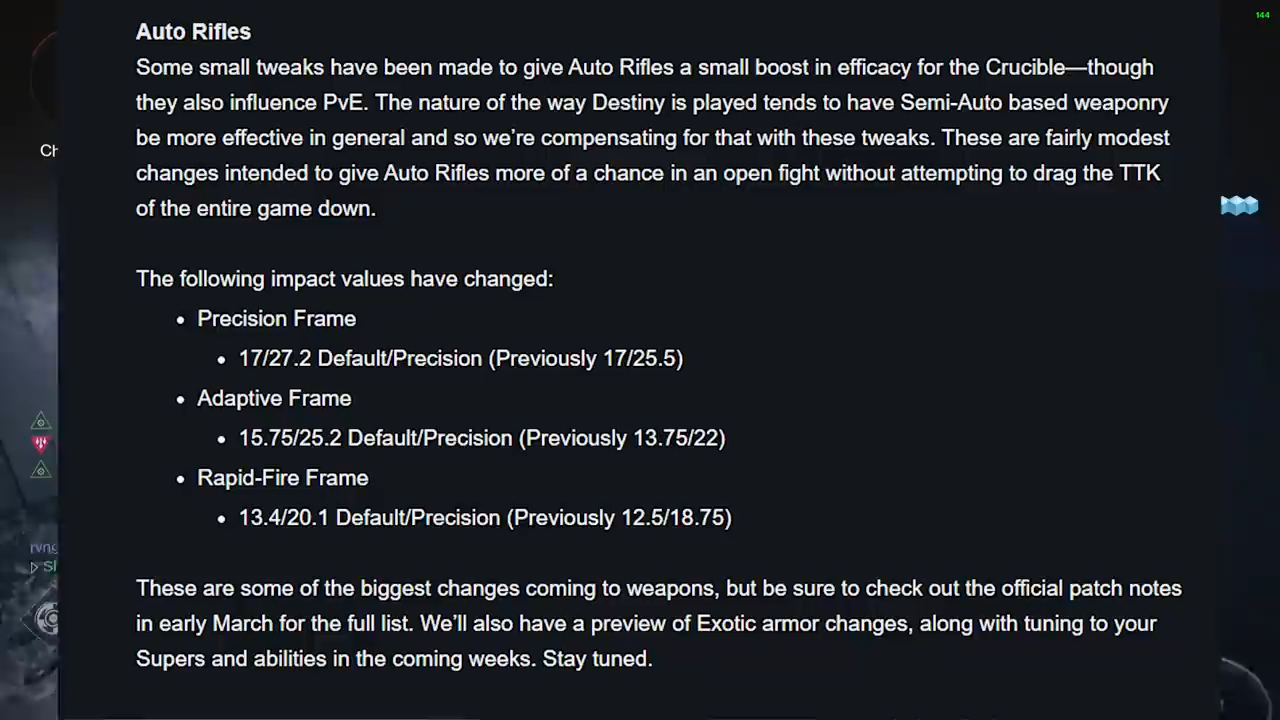 144
Auto Rifles
Some small tweaks have been made to give Auto Rifles a small boost in efficacy for the Crucible—though
they also influence PvE. The nature of the way Destiny is played tends to have Semi-Auto based weaponry
be more effective in general and so we’re compensating for that with these tweaks. These are fairly modest
Ch
changes intended to give Auto Rifles more of a chance in an open fight without attempting to drag the TTK
of the entire game down.
The following impact values have changed:
• Precision Frame
• 17/27.2 Default/Precision (Previously 17/25.5)
• Adaptive Frame
• 15.75/25.2 Default/Precision (Previously 13.75/22)
• Rapid-Fire Frame
• 13.4/20.1 Default/Precision (Previously 12.5/18.75)
rvng
Sl
These are some of the biggest changes coming to weapons, but be sure to check out the official patch notes
in early March for the full list. We’ll also have a preview of Exotic armor changes, along with tuning to your
Supers and abilities in the coming weeks. Stay tuned.